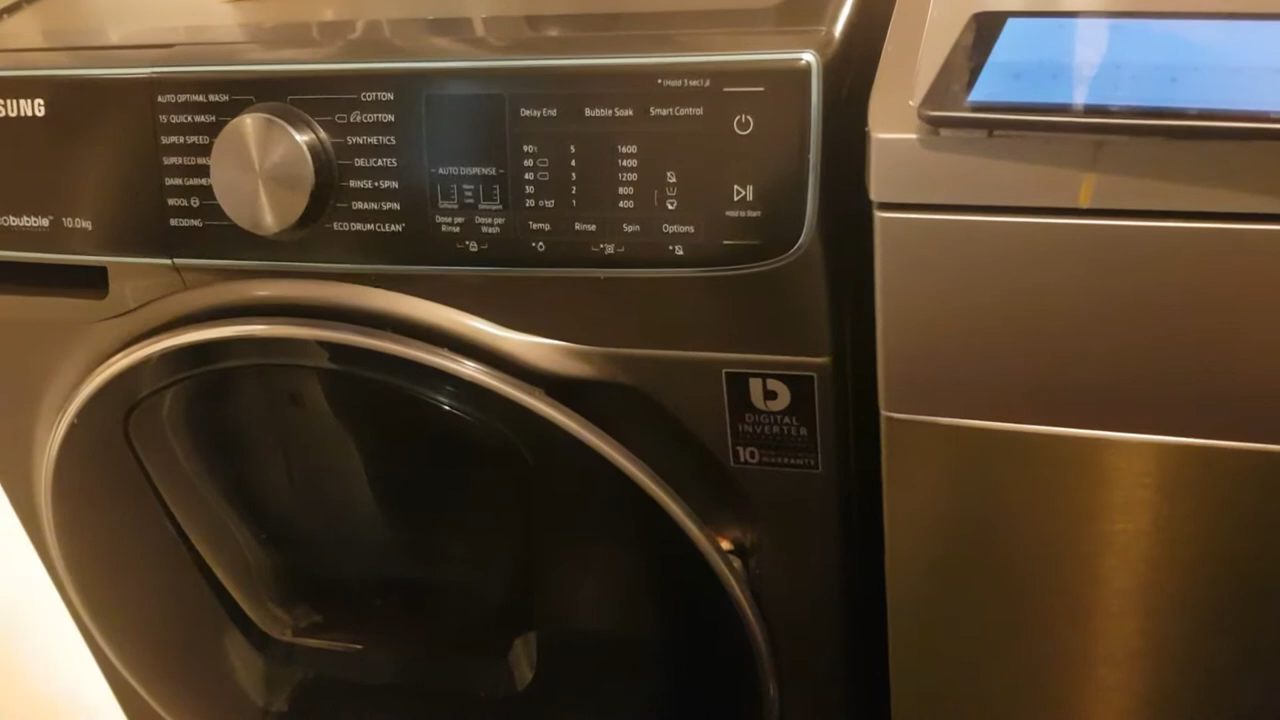 SUNG
AUTO OPTIMAL WASH
15' QUICK WASH
SUPER SPEED
SUPER ECO WAS
DARK GARMEN
WOOL
BEDDING
COTTON
COTTON
SYNTHETICS
DELICATES
RINSE+SPIN
DRAIN/SPIN
ECO DRUM CLEAN*
obubble™ 10.0kg
AUTO DISPENSE
Dose per Rinse
Dose per Wash
* (Hold 3 sec)
Delay End Bubble Soak Smart Control
90 5 1600
60 4 1400
40 3 1200
30 2 800
20 1 400
Temp. Rinse Spin Options
Hold to Start
DIGITAL
INVERTER
10
WARRANTY